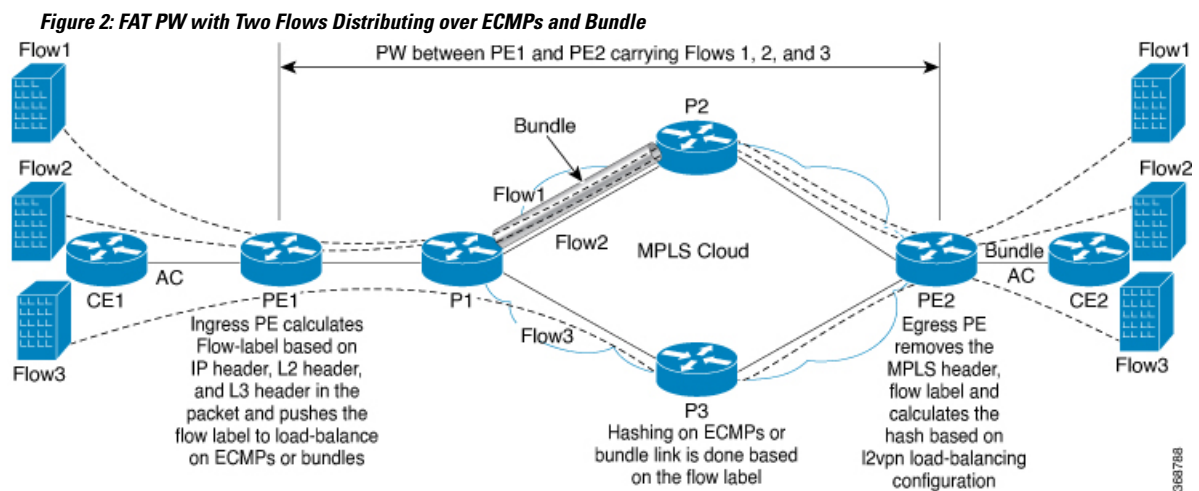 Figure 2: FAT PW with Two Flows Distributing over ECMPs and Bundle
Flow1
PW between PE1 and PE2 carrying Flows 1, 2, and 3
Flow1
P2
Bundle
Flow2
Flow1
Flow2
Flow2
MPLS Cloud
Bundle
AC
AC
CE1
PE1
P1
PE2
CE2
Flow3
Flow3
Flow3
Ingress PE calculates
Flow-label based on
IP header, L2 header,
and L3 header in the
packet and pushes the
flow label to load-balance
on ECMPs or bundles
P3
Hashing on ECMPs or
bundle link is done based
on the flow label
Egress PE
removes the
MPLS header,
flow label and
calculates the
hash based on
l2vpn load-balancing
configuration
368788